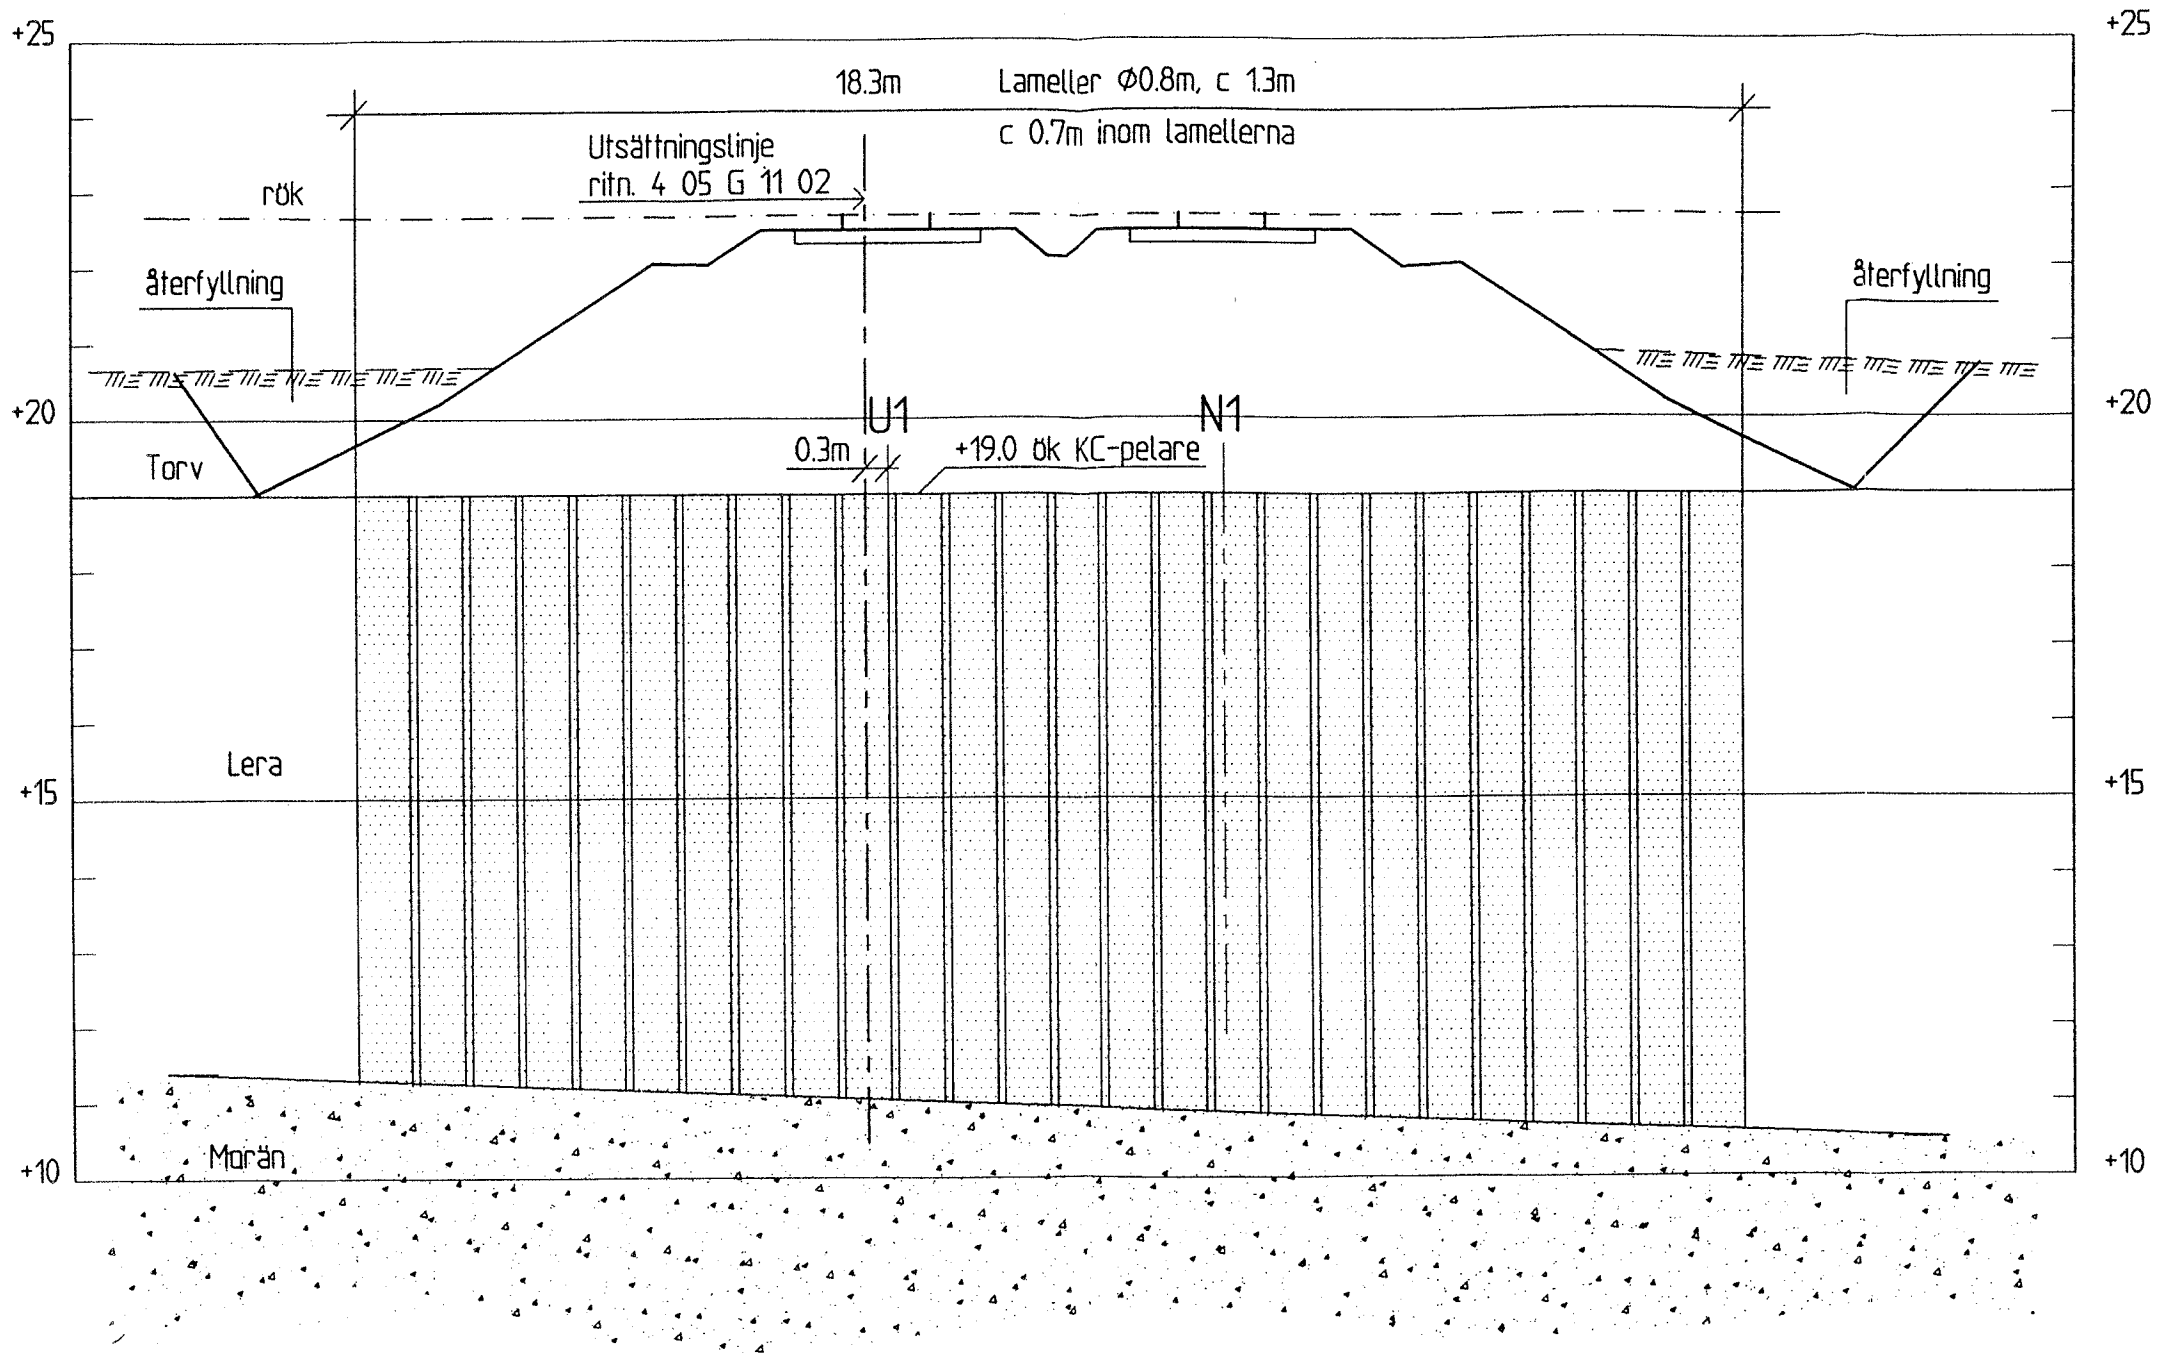 +25
+25
18.3m
Lameller Ø0.8m, c 1.3m
c 0.7m inom lamellerna
Utsättningslinje
ritn. 4 05 G 11 02
rök
återfyllning
återfyllning
+20
U1
N1
+20
0.3m
+19.0 ök KC-pelare
Torv
Lera
+15
+15
Morän
+10
+10